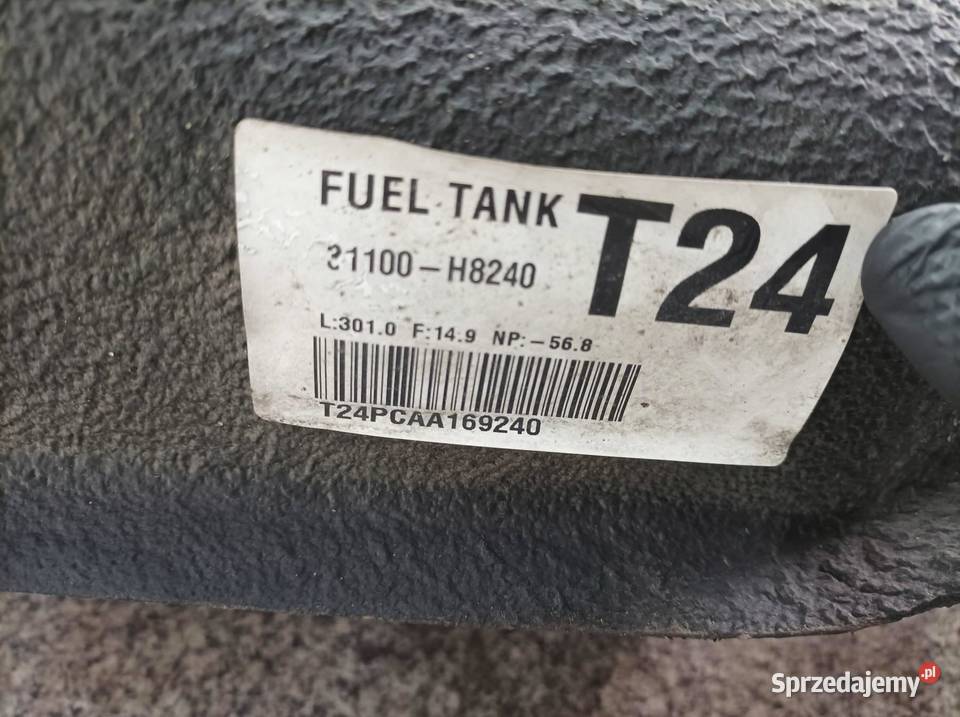 FUEL TANK
T24
31100-H8240
L:301.0 F:14.9 NP:-56.8
T24PCAA169240
Sprzedajemy.pl